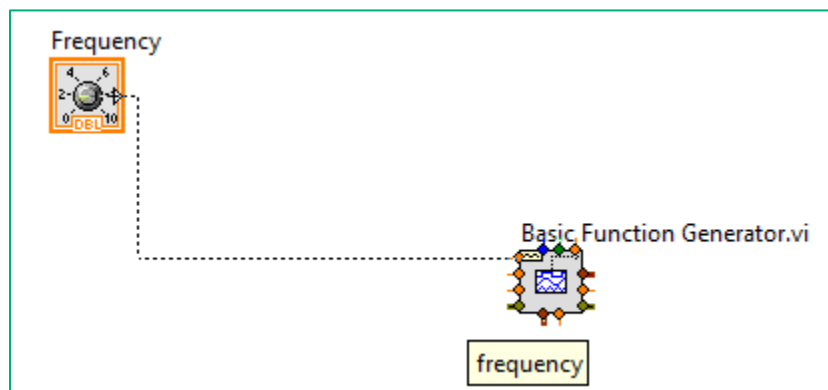 Frequency
4 6
2
0 10
DBL
Basic Function Generator.vi
frequency